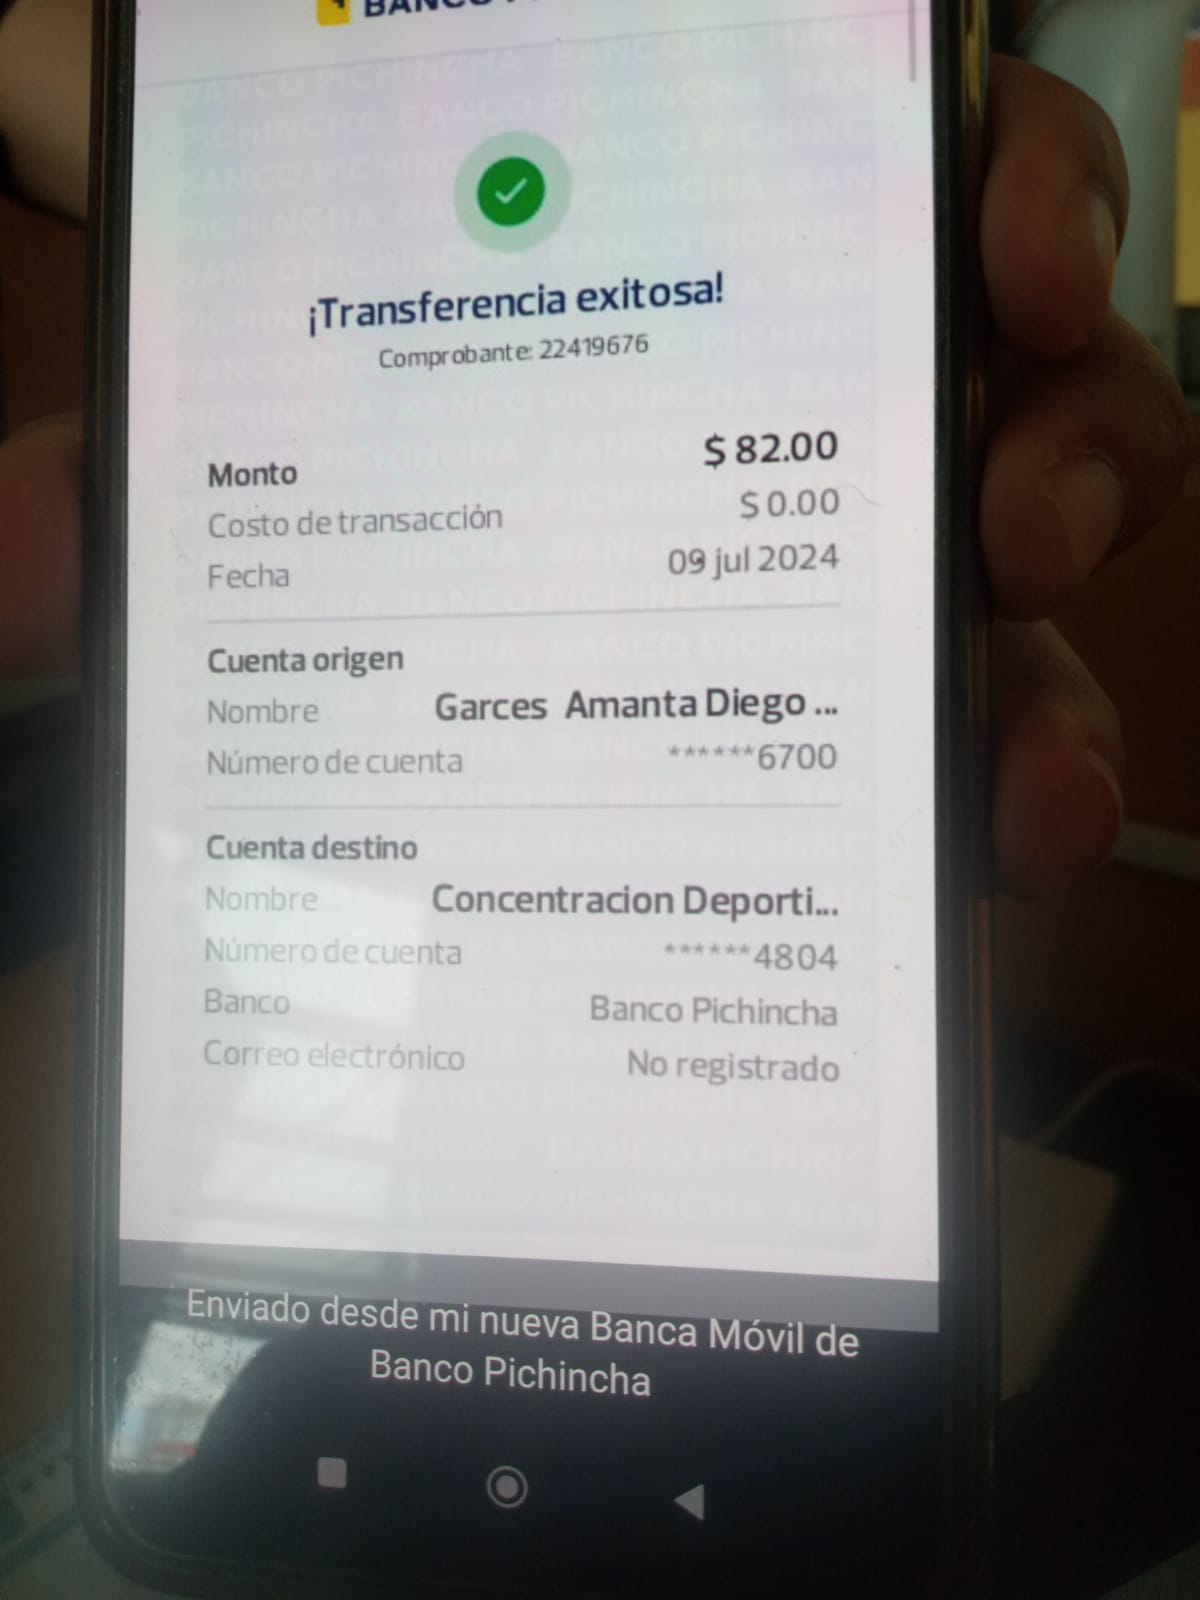 BANCO
¡Transferencia exitosa!
Comprobante: 22419676
Monto $ 82.00
Costo de transacción $ 0.00
Fecha 09 jul 2024
Cuenta origen
Nombre Garces Amanta Diego ...
Número de cuenta ******6700
Cuenta destino
Nombre Concentracion Deporti...
Número de cuenta ******4804
Banco Banco Pichincha
Correo electrónico No registrado
Enviado desde mi nueva Banca Móvil de
Banco Pichincha